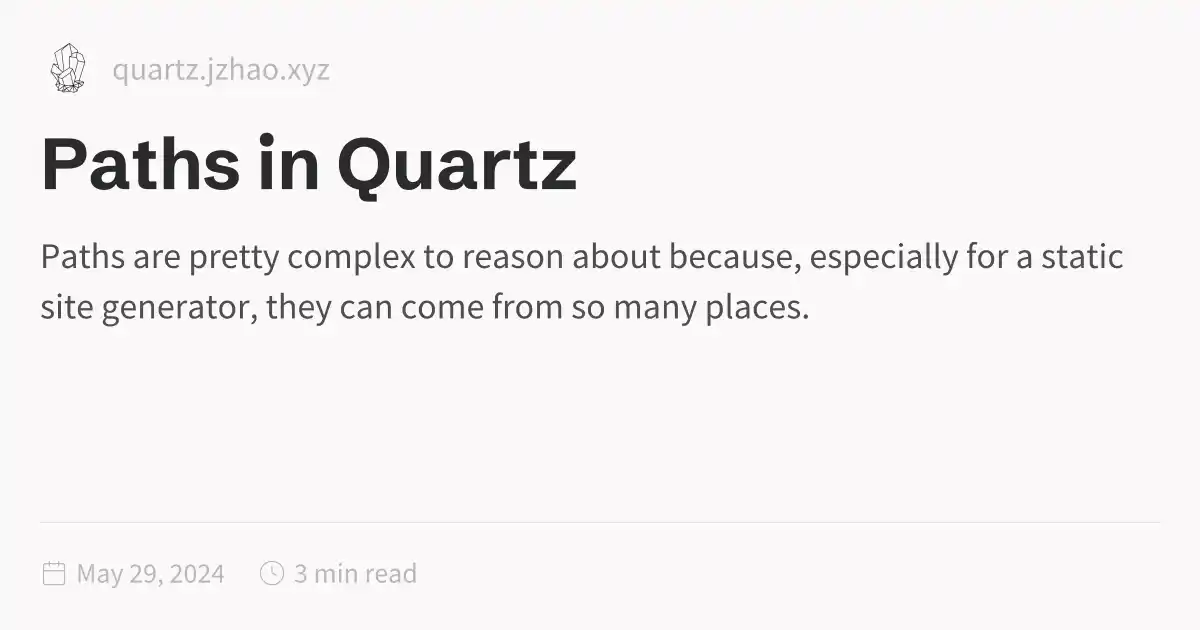 quartz.jzhao.xyz
Paths in Quartz
Paths are pretty complex to reason about because, especially for a static
site generator, they can come from so many places.
May 29, 2024 3 min read